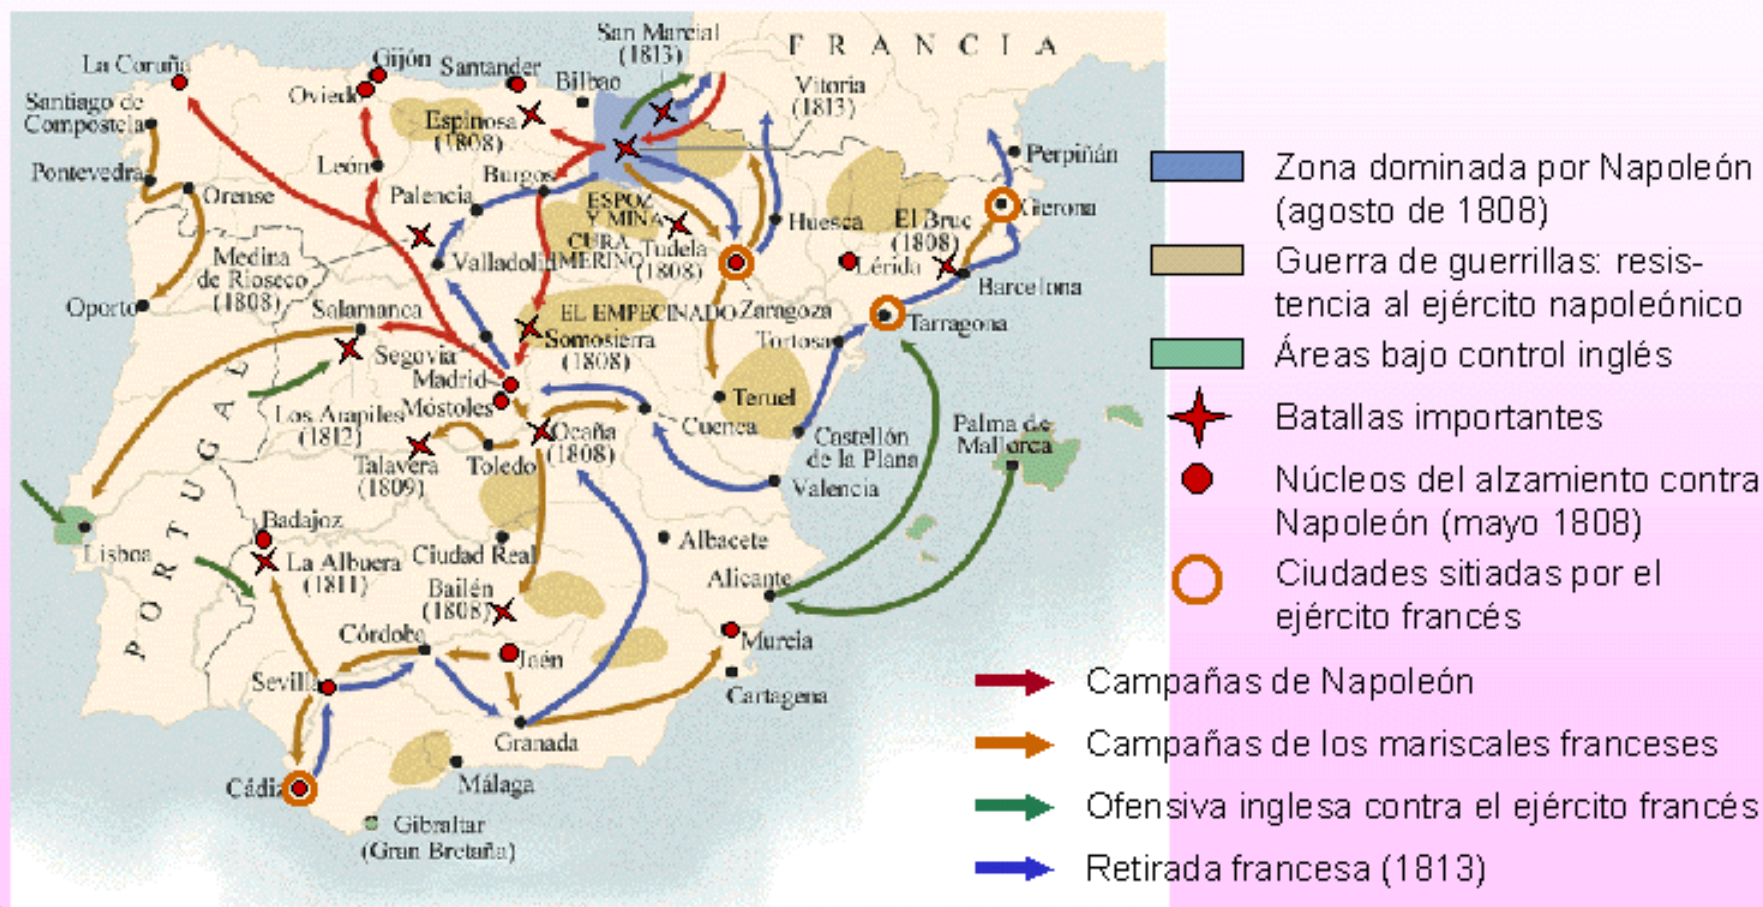 San Marcial
(1813)
FRANCIA
La Coruña
Gijón
Santander
Bilbao
Vitoria
(1813)
Oviedo
Santiago de
Compostela
Espinosa
(1808)
Perpiñán
León
Pontevedra
Orense
Palencia
Burgos
ESPOZ
Y MINA
Huesca
El Bruc
(1808)
Gerona
CURA
MERINO
Tudela
(1808)
Lérida
Medina
de Rioseco
(1808)
Valladolid
Barcelona
Oporto
Salamanca
EL EMPECINADO
Zaragoza
Tarragona
Segovia
Somosierra
(1808)
Tortosa
Madrid
Móstoles
Teruel
Los Arapiles
(1812)
Ocaña
(1808)
Cuenca
Castellón
de la Plana
Palma de
Mallorca
Talavera
(1809)
Toledo
Valencia
PORTUGAL
Lisboa
Badajoz
La Albuera
(1811)
Ciudad Real
Albacete
Bailén
(1808)
Alicante
Córdoba
Jaén
Murcia
Sevilla
Cartagena
Granada
Cádiz
Málaga
Gibraltar
(Gran Bretaña)
Zona dominada por Napoleón
(agosto de 1808)
Guerra de guerrillas: resis-
tencia al ejército napoleónico
Áreas bajo control inglés
Batallas importantes
Núcleos del alzamiento contra
Napoleón (mayo 1808)
Ciudades sitiadas por el
ejército francés
Campañas de Napoleón
Campañas de los mariscales franceses
Ofensiva inglesa contra el ejército francés
Retirada francesa (1813)